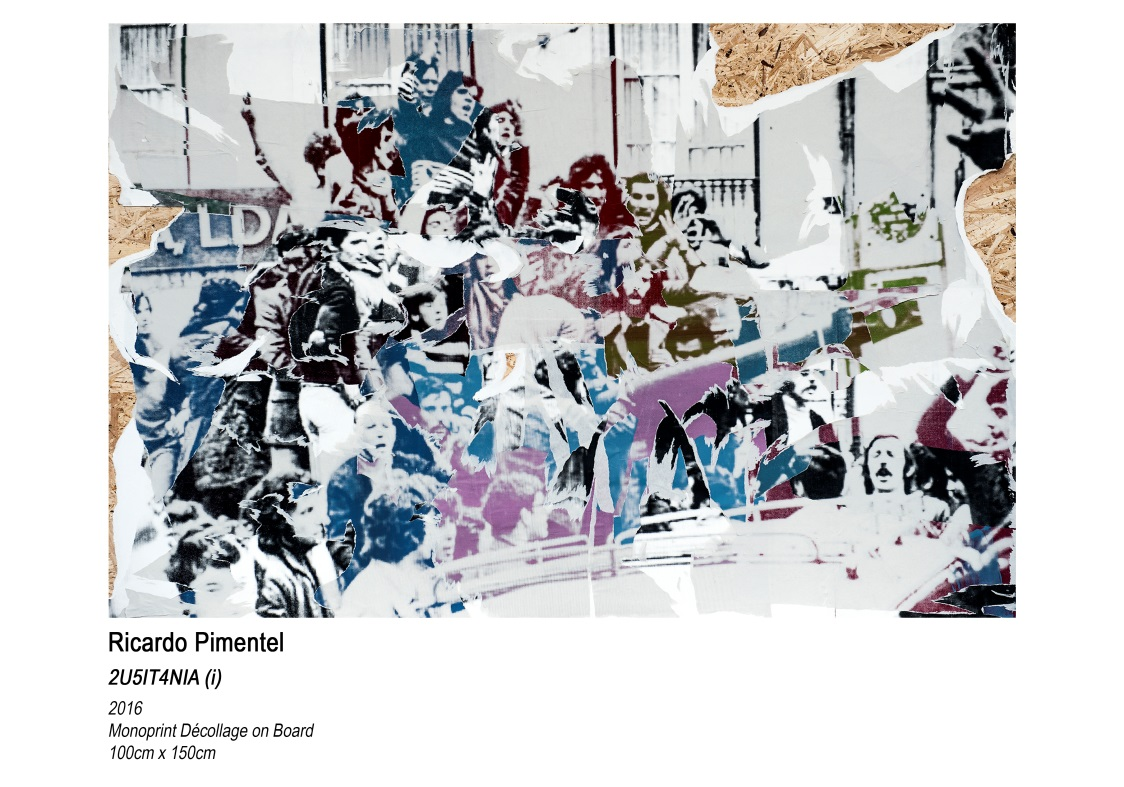 LDA
Ricardo Pimentel
2U5IT4NIA (i)
2016
Monoprint Décollage on Board
100cm x 150cm